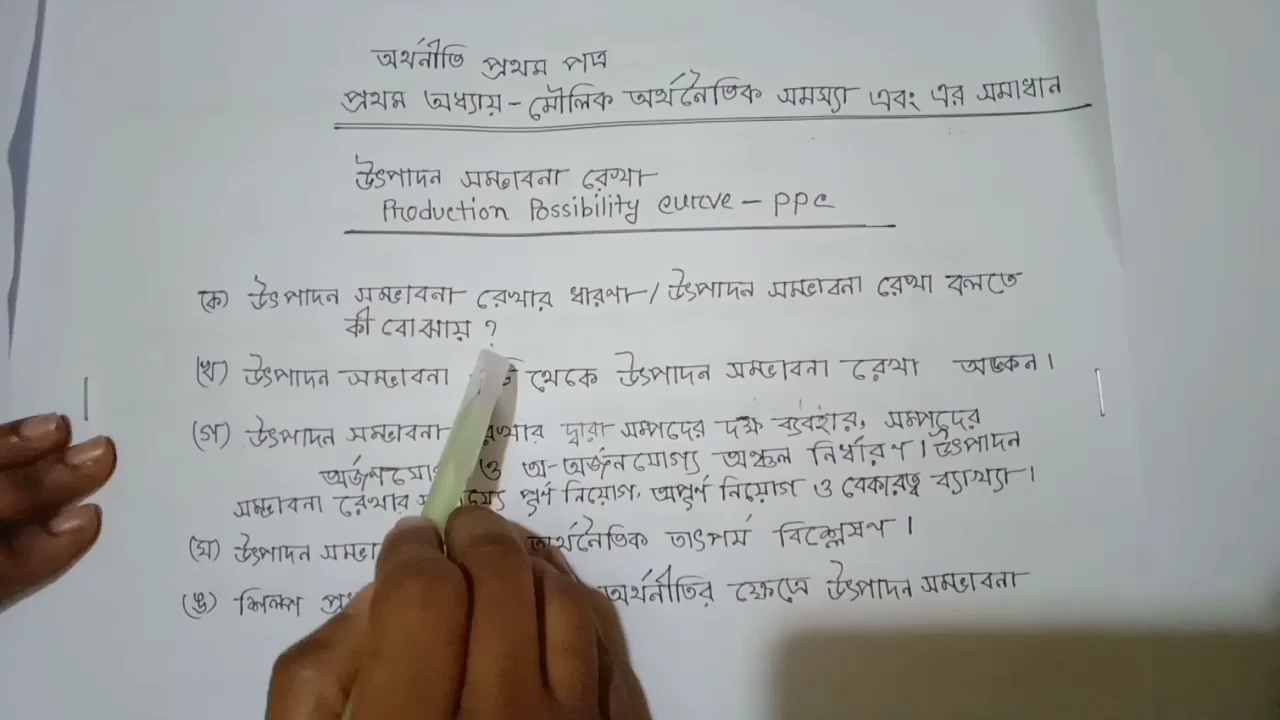 অর্থনীতি প্রথম পত্র
প্রথম অধ্যায় - মৌলিক অর্থনৈতিক সমস্যা এবং এর সমাধান
উৎপাদন সম্ভাবনা রেখা
Production Possibility curve - ppc
(ক) উৎপাদন সম্ভাবনা রেখার ধারণা / উৎপাদন সম্ভাবনা রেখা বলতে
কী বোঝায় ?
(খ) উৎপাদন সম্ভাবনা থেকে উৎপাদন সম্ভাবনা রেখা অঙ্কন।
(গ) উৎপাদন সম্ভাবনা রেখার দ্বারা সম্পদের দক্ষ ব্যবহার, সম্পদের
ও অ-অর্জনযোগ্য অঞ্চল নির্ধারণ। উৎপাদন
সম্ভাবনা রেখার পূর্ণ নিয়োগ, অপূর্ণ নিয়োগ ও বেকারত্ব ব্যাখ্যা।
(ঘ) উৎপাদন অর্থনৈতিক তাৎপর্য বিশ্লেষণ।
(ঙ) শিল্প অর্থনীতির ক্ষেত্রে উৎপাদন সম্ভাবনা